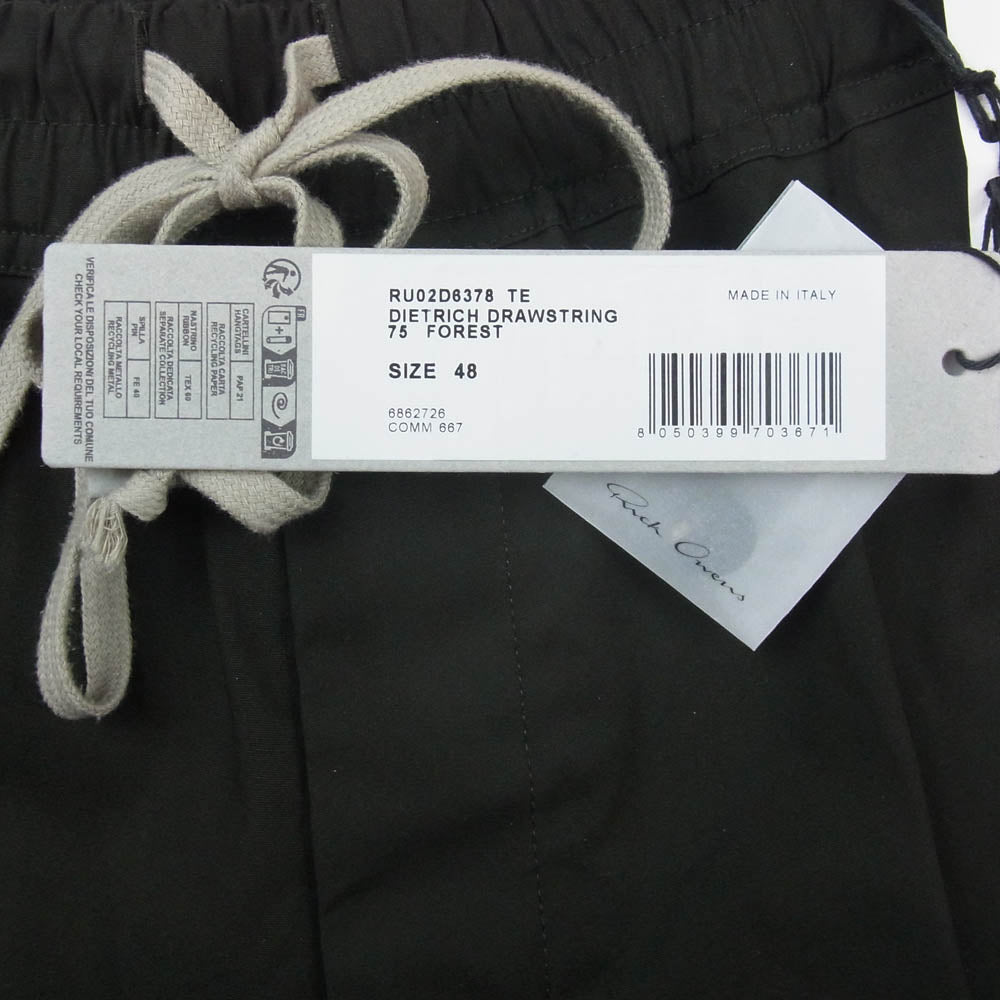 RU02D6378 TE
DIETRICH DRAWSTRING
75 FOREST
SIZE 48
6862726
COMM 667
MADE IN ITALY
8 050399 703671
VERIFICA LE DISPOSIZIONI DEL TUO COMUNE
CHECK YOUR LOCAL REQUIREMENTS
CARTELLINI
HANGTAGS
PAP 21
RACCOLTA CARTA
RECYCLING PAPER
NASTRINO
RIBBON
TEX 60
RACCOLTA DEDICATA
SEPARATE COLLECTION
SPILLA
PIN
FE 40
RACCOLTA METALLO
RECYCLING METAL
FR
Rick Owens